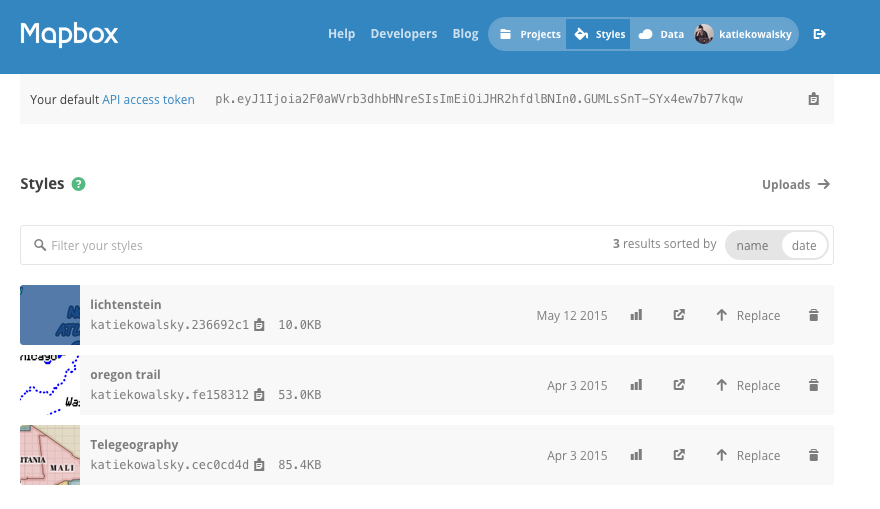 Mapbox
Help Developers Blog Projects Styles Data katiekowalsky
Your default API access token pk.eyJ1Ijoia2F0aWVrb3dhbHNreSIsImEiOiJHR2hfdlBNIn0.GUMLsSnT-SYx4ew7b77kqw
Styles ? Uploads
Filter your styles 3 results sorted by name date
lichtenstein
katiekowalsky.236692c1 10.0KB May 12 2015 Replace
oregon trail
katiekowalsky.fe158312 53.0KB Apr 3 2015 Replace
Telegeography
katiekowalsky.cec0cd4d 85.4KB Apr 3 2015 Replace
MALI